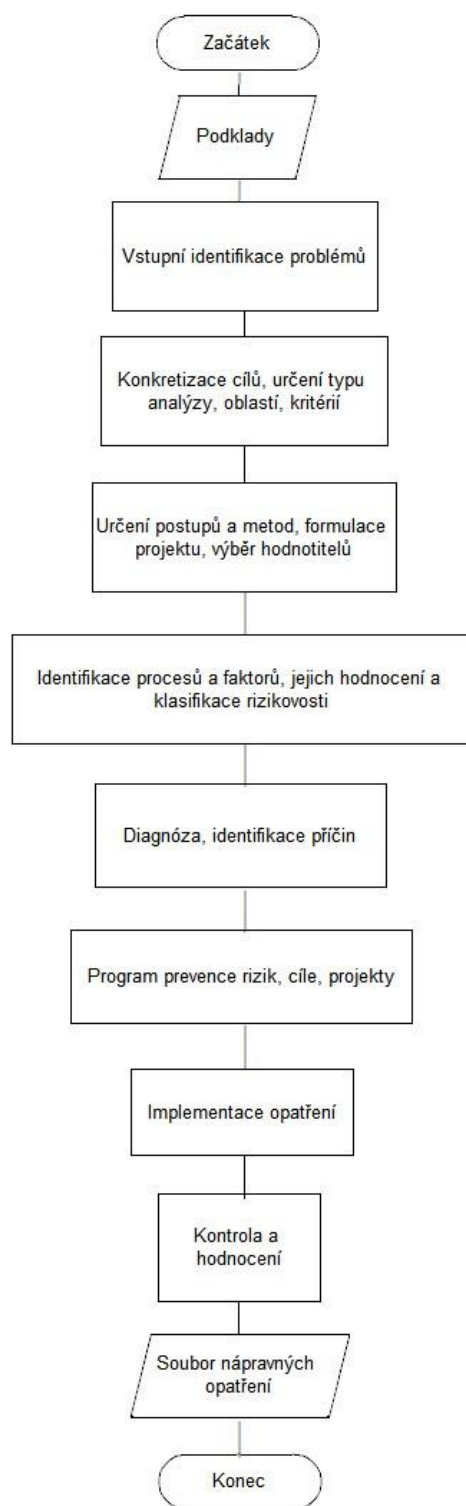 Začátek
Podklady
Vstupní identifikace problémů
Konkretizace cílů, určení typu
analýzy, oblastí, kritérií
Určení postupů a metod, formulace
projektu, výběr hodnotitelů
Identifikace procesů a faktorů, jejich hodnocení a
klasifikace rizikovosti
Diagnóza, identifikace příčin
Program prevence rizik, cíle, projekty
Implementace opatření
Kontrola a
hodnocení
Soubor nápravných
opatření
Konec